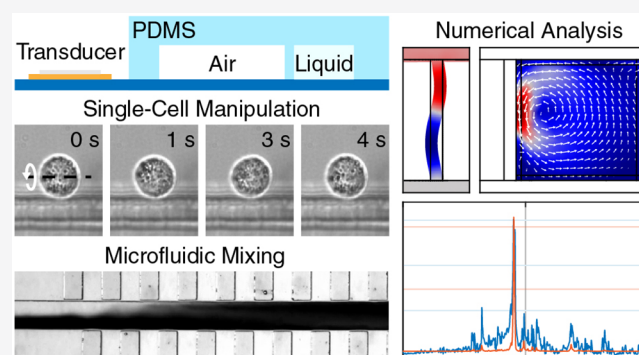 PDMS
Transducer
Air
Liquid
Single-Cell Manipulation
0 s
1 s
3 s
4 s
Microfluidic Mixing
Numerical Analysis